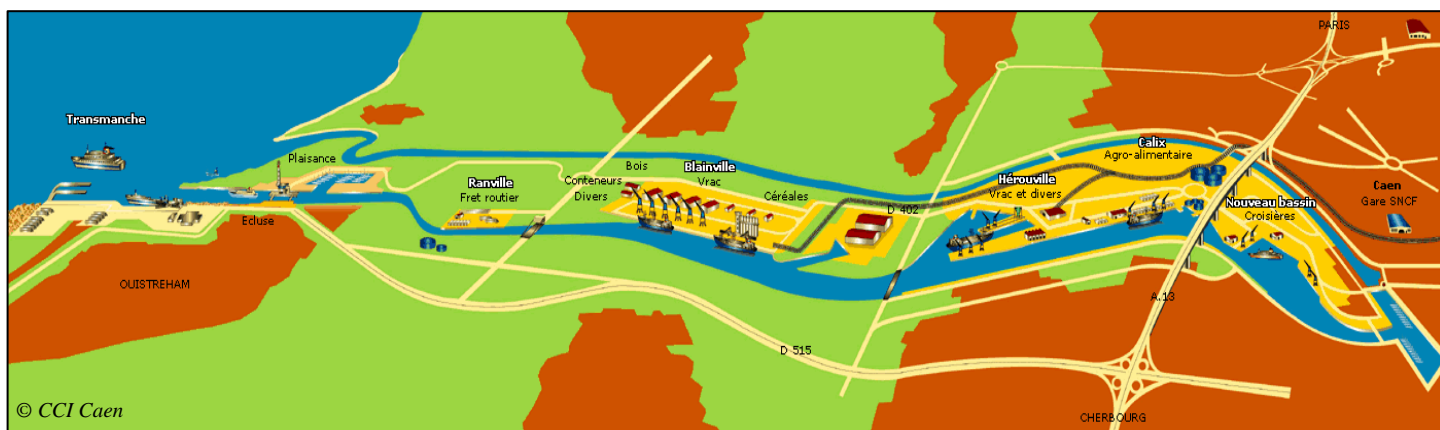 PARIS
Transmanche
Plaisance
Calix
Agro-alimentaire
Bois
Blainville
Vrac
Ranville
Fret routier
Conteneurs
Divers
Céréales
Hérouville
Vrac et divers
Caen
Gare SNCF
Nouveau bassin
Croisières
D 402
Ecluse
OUISTREHAM
A 13
D 515
© CCI Caen
CHERBOURG